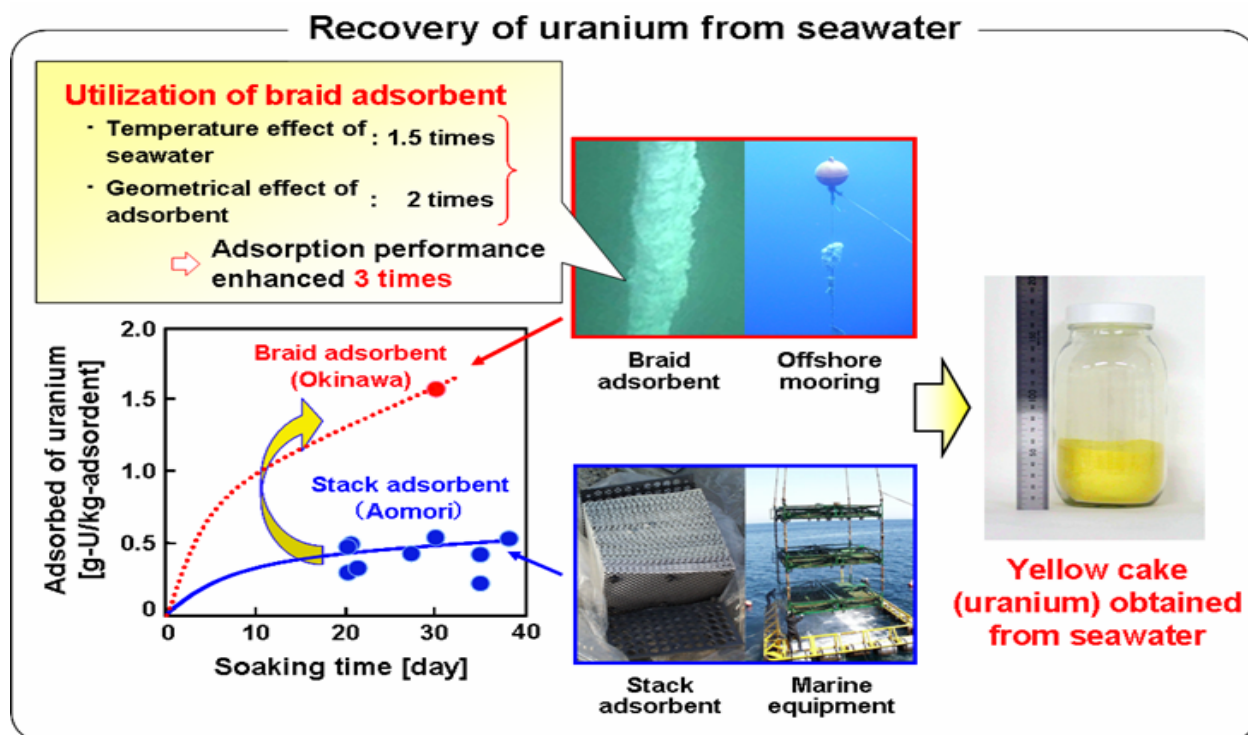 Recovery of uranium from seawater
Utilization of braid adsorbent
・ Temperature effect of
seawater
: 1.5 times
・ Geometrical effect of
adsorbent
: 2 times
⇨ Adsorption performance
enhanced 3 times
Adsorbed of uranium
[g-U/kg-adsordent]
2.0
1.5
1.0
0.5
0
Braid adsorbent
(Okinawa)
Stack adsorbent
(Aomori)
0 10 20 30 40
Soaking time [day]
Braid
adsorbent
Offshore
mooring
Stack
adsorbent
Marine
equipment
Yellow cake
(uranium) obtained
from seawater